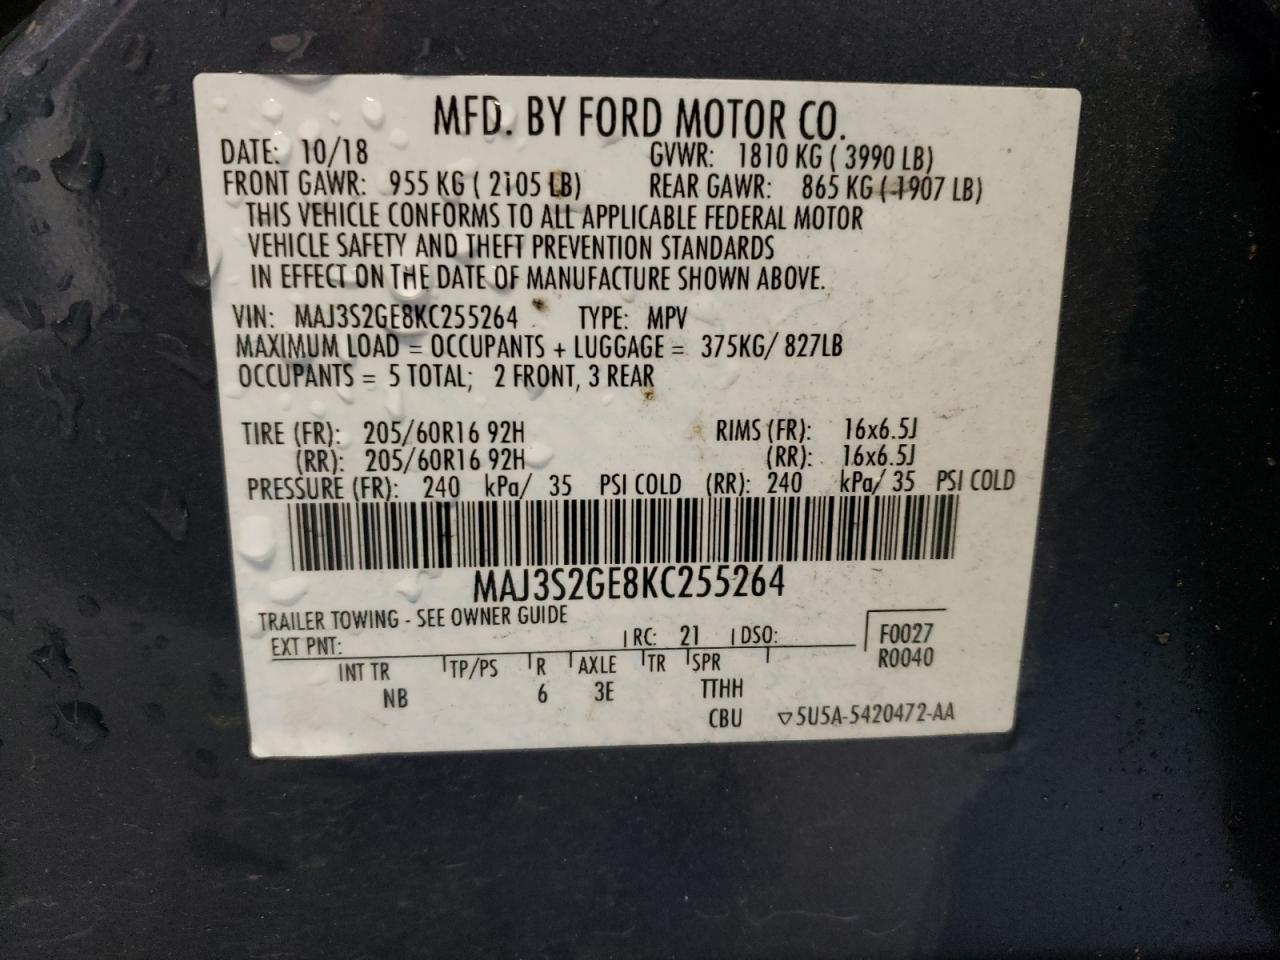 MFD. BY FORD MOTOR CO.
DATE: 10/18 GVWR: 1810 KG ( 3990 LB)
FRONT GAWR: 955 KG ( 2105 LB) REAR GAWR: 865 KG ( 1907 LB)
THIS VEHICLE CONFORMS TO ALL APPLICABLE FEDERAL MOTOR
VEHICLE SAFETY AND THEFT PREVENTION STANDARDS
IN EFFECT ON THE DATE OF MANUFACTURE SHOWN ABOVE.
VIN: MAJ3S2GE8KC255264 TYPE: MPV
MAXIMUM LOAD = OCCUPANTS + LUGGAGE = 375KG/ 827LB
OCCUPANTS = 5 TOTAL; 2 FRONT, 3 REAR
TIRE (FR): 205/60R16 92H RIMS (FR): 16x6.5J
(RR): 205/60R16 92H (RR): 16x6.5J
PRESSURE (FR): 240 kPa/ 35 PSI COLD (RR): 240 kPa/ 35 PSI COLD
MAJ3S2GE8KC255264
TRAILER TOWING - SEE OWNER GUIDE
EXT PNT: RC: 21 DSO: F0027
R0040
INT TR TP/PS R AXLE TR SPR
NB 6 3E TTHH
CBU ▽5U5A-5420472-AA